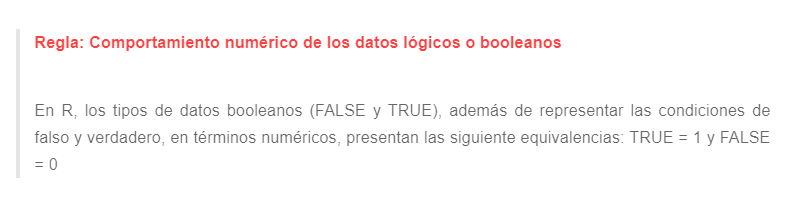 Regla: Comportamiento numérico de los datos lógicos o booleanos
En R, los tipos de datos booleanos (FALSE y TRUE), además de representar las condiciones de
falso y verdadero, en términos numéricos, presentan las siguiente equivalencias: TRUE = 1 y FALSE
= 0